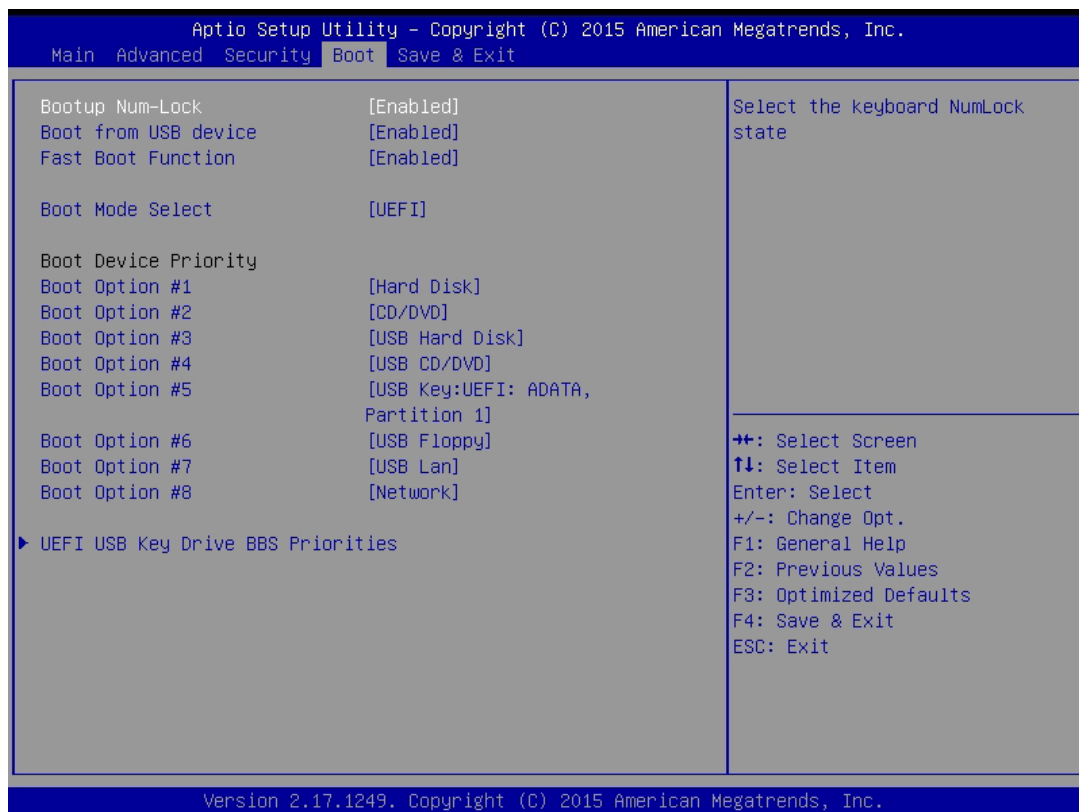 Aptio Setup Utility – Copyright (C) 2015 American Megatrends, Inc.
Main Advanced Security Boot Save & Exit
Bootup Num-Lock [Enabled]
Boot from USB device [Enabled]
Fast Boot Function [Enabled]
Boot Mode Select [UEFI]
Boot Device Priority
Boot Option #1 [Hard Disk]
Boot Option #2 [CD/DVD]
Boot Option #3 [USB Hard Disk]
Boot Option #4 [USB CD/DVD]
Boot Option #5 [USB Key:UEFI: ADATA,
Partition 1]
Boot Option #6 [USB Floppy]
Boot Option #7 [USB Lan]
Boot Option #8 [Network]
▶ UEFI USB Key Drive BBS Priorities
Select the keyboard NumLock
state
→←: Select Screen
↑↓: Select Item
Enter: Select
+/-: Change Opt.
F1: General Help
F2: Previous Values
F3: Optimized Defaults
F4: Save & Exit
ESC: Exit
Version 2.17.1249. Copyright (C) 2015 American Megatrends, Inc.